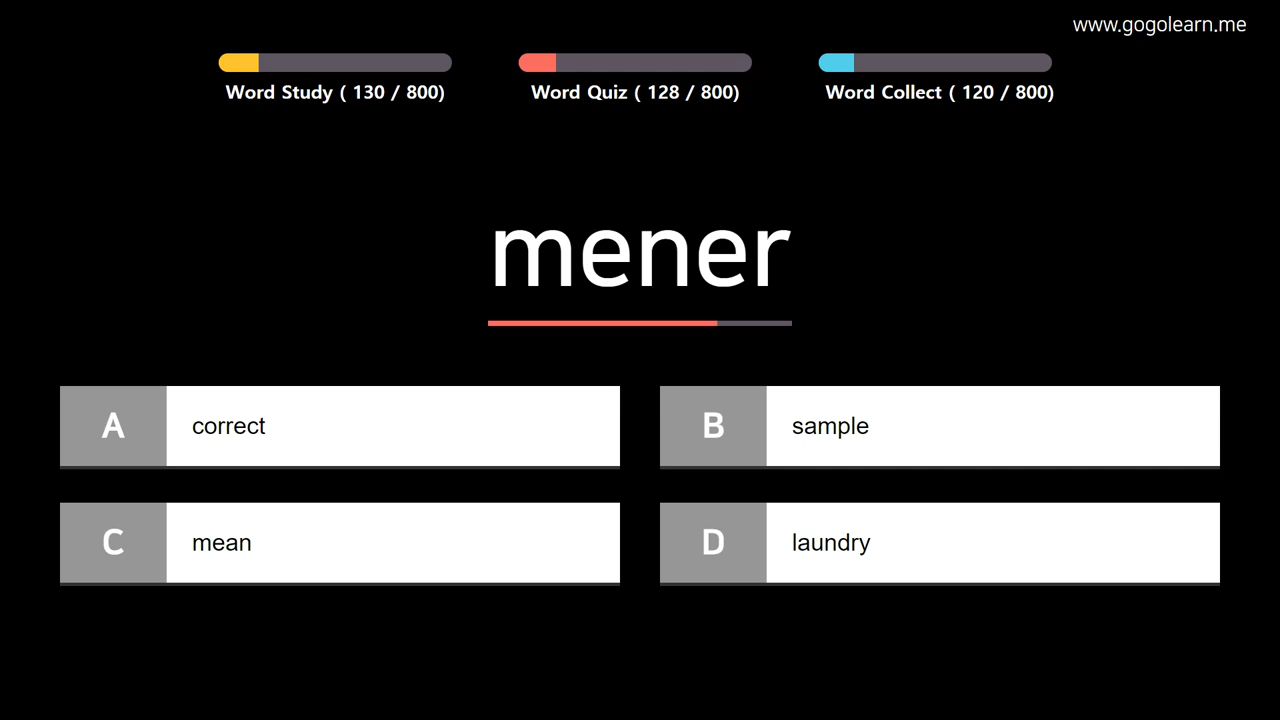 www.gogolearn.me
Word Study ( 130 / 800) Word Quiz ( 128 / 800) Word Collect ( 120 / 800)
mener
A correct
B sample
C mean
D laundry